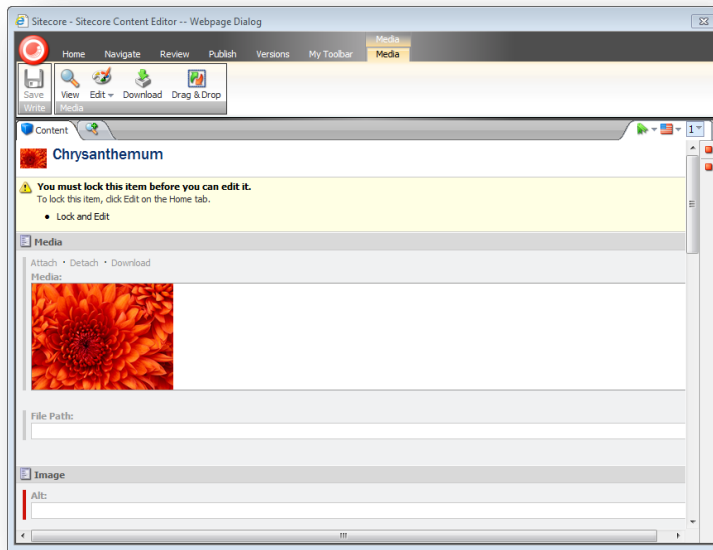 Sitecore - Sitecore Content Editor -- Webpage Dialog
Media
Home Navigate Review Publish Versions My Toolbar Media
Save View Edit Download Drag & Drop
Write Media
Content 1
Chrysanthemum
You must lock this item before you can edit it.
To lock this item, click Edit on the Home tab.
• Lock and Edit
Media
Attach · Detach · Download
Media:
File Path:
Image
Alt: